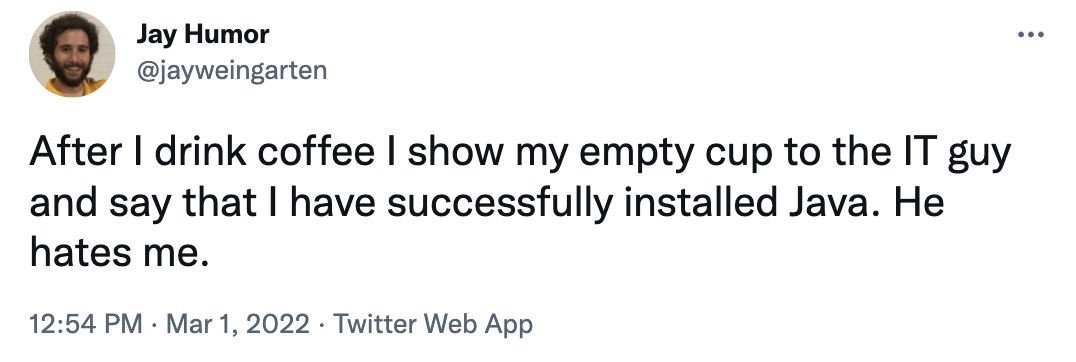 Jay Humor
@jayweingarten
After I drink coffee I show my empty cup to the IT guy
and say that I have successfully installed Java. He
hates me.
12:54 PM · Mar 1, 2022 · Twitter Web App